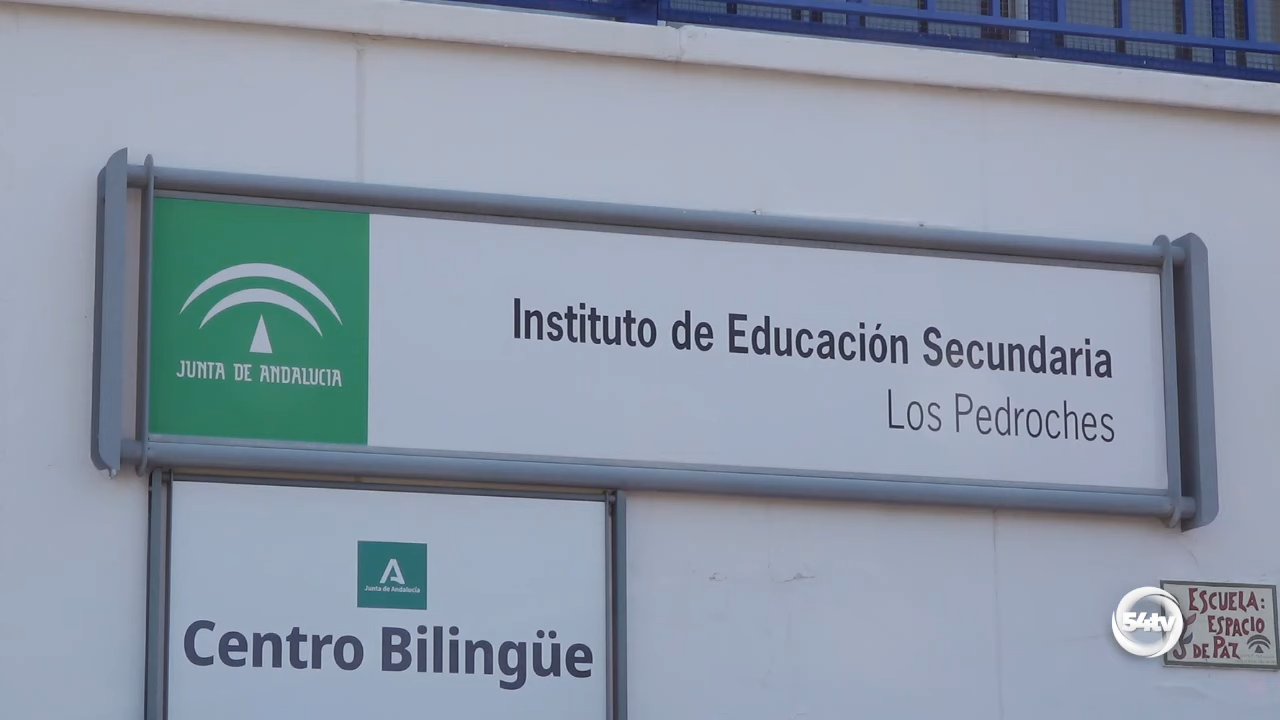 JUNTA DE ANDALUCIA
Instituto de Educación Secundaria
Los Pedroches
Junta de Andalucía
Centro Bilingüe
54tv
ESCUELA:
ESPACIO
DE PAZ